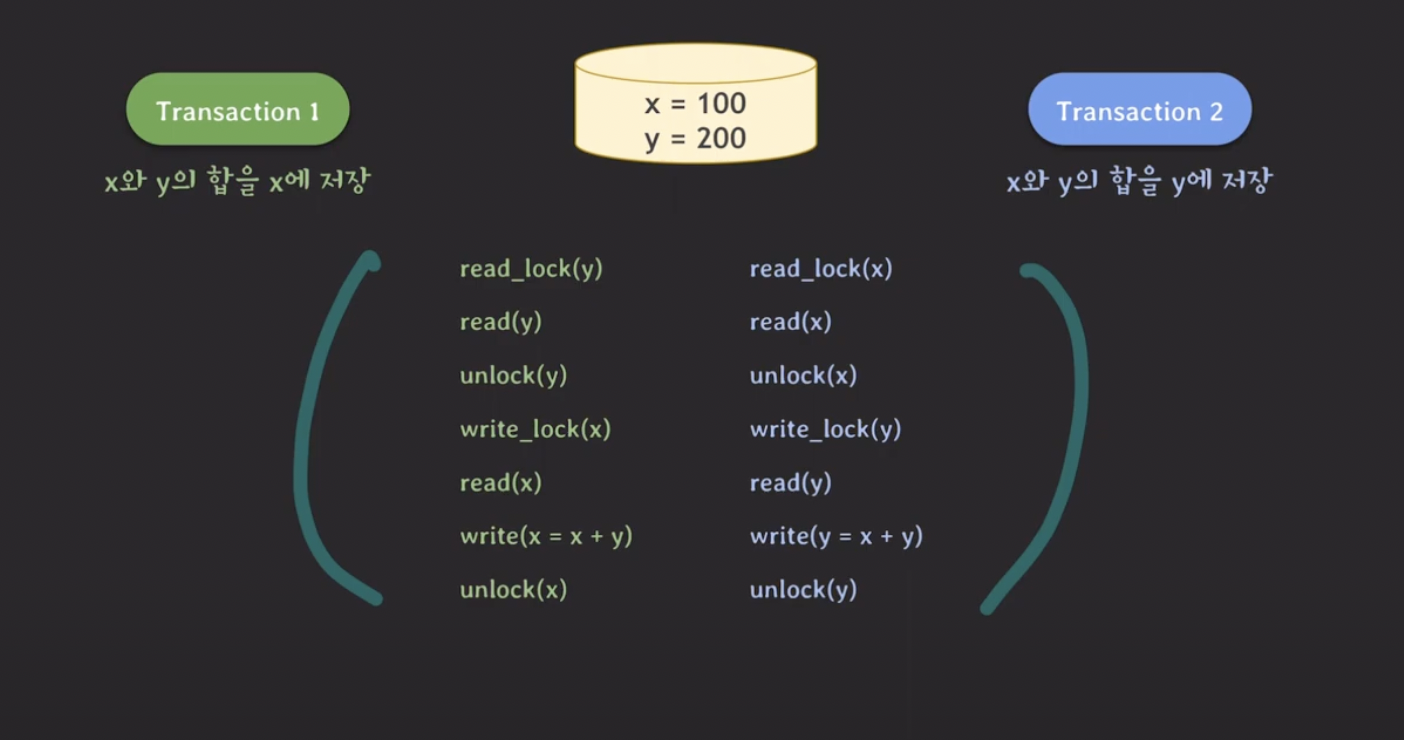 x = 100
y = 200
Transaction 1
Transaction 2
x와 y의 합을 x에 저장
x와 y의 합을 y에 저장
read_lock(y)
read_lock(x)
read(y)
read(x)
unlock(y)
unlock(x)
write_lock(x)
write_lock(y)
read(x)
read(y)
write(x = x + y)
write(y = x + y)
unlock(x)
unlock(y)